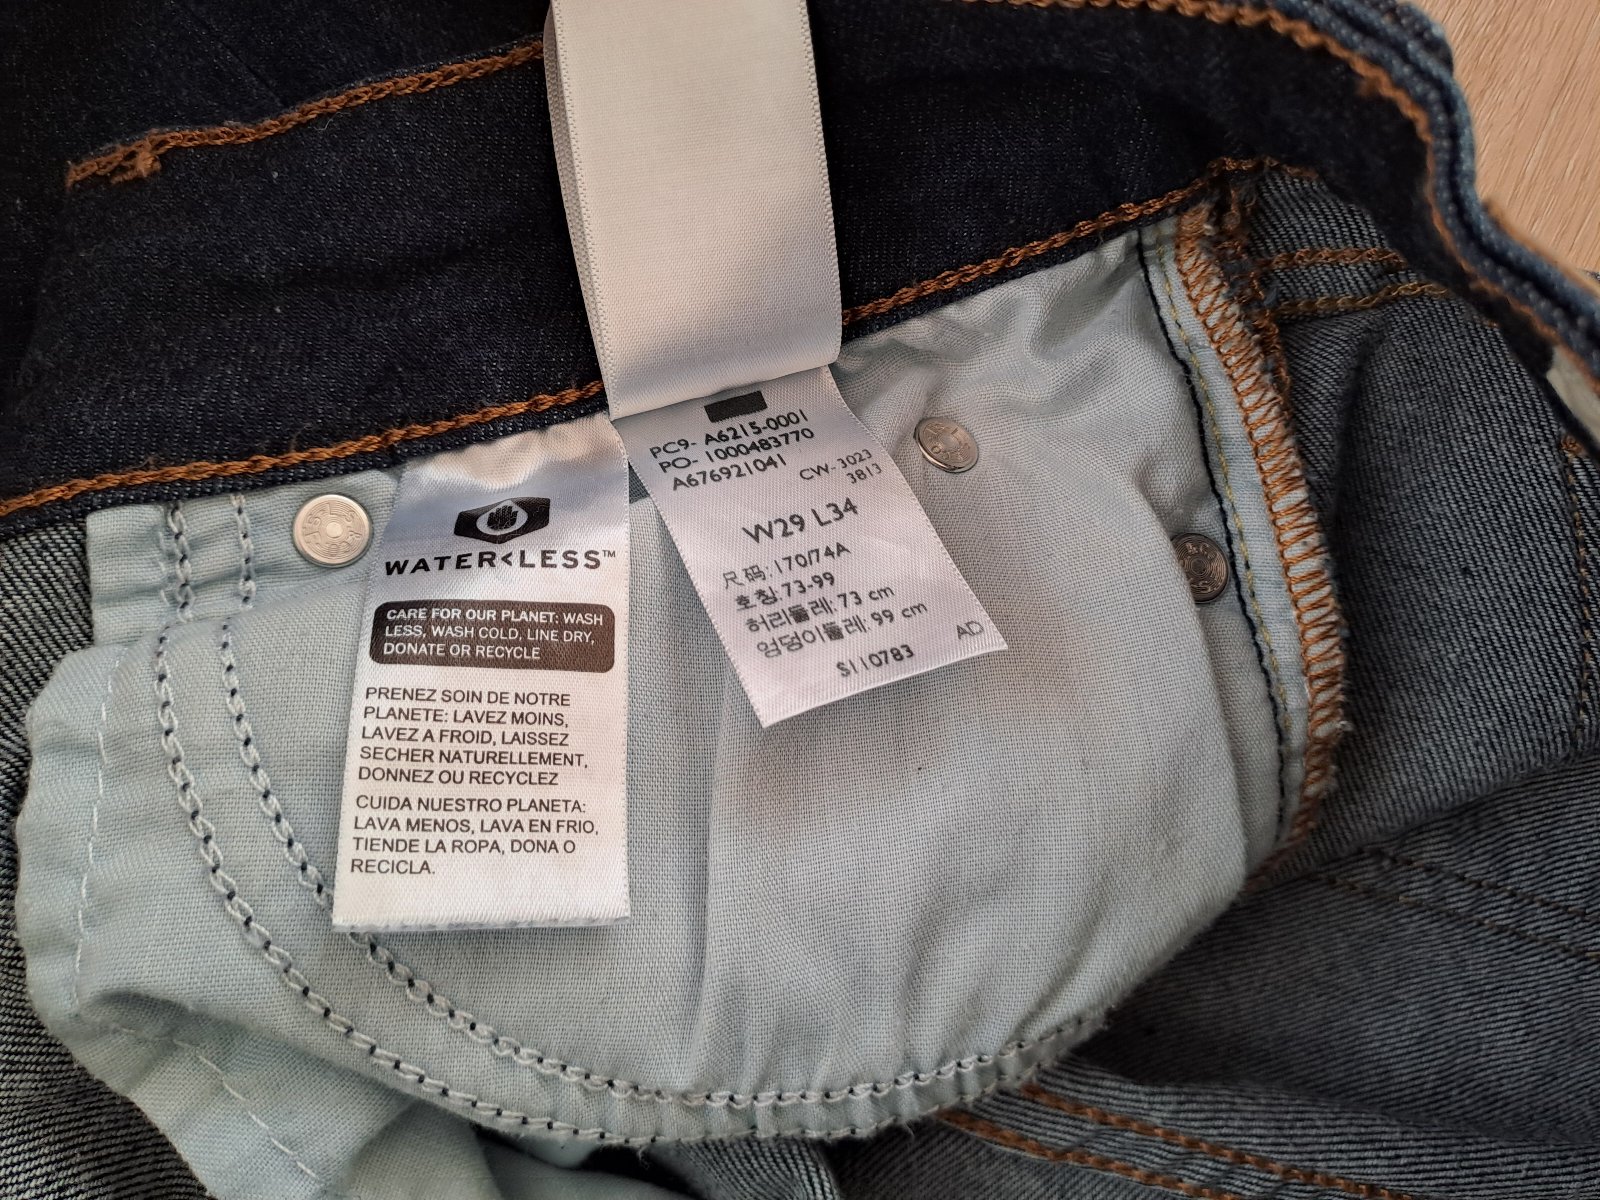 WATER<LESS™
CARE FOR OUR PLANET: WASH
LESS, WASH COLD, LINE DRY,
DONATE OR RECYCLE
PRENEZ SOIN DE NOTRE
PLANETE: LAVEZ MOINS,
LAVEZ A FROID, LAISSEZ
SECHER NATURELLEMENT,
DONNEZ OU RECYCLEZ
CUIDA NUESTRO PLANETA:
LAVA MENOS, LAVA EN FRIO,
TIENDE LA ROPA, DONA O
RECICLA.
PC9- A6215-0001
PO- 1000483770
A676921041
CW- 3023
3813
W29 L34
尺码: 170/74A
호칭: 73-99
허리둘레: 73 cm
엉덩이둘레: 99 cm
AD
S110783